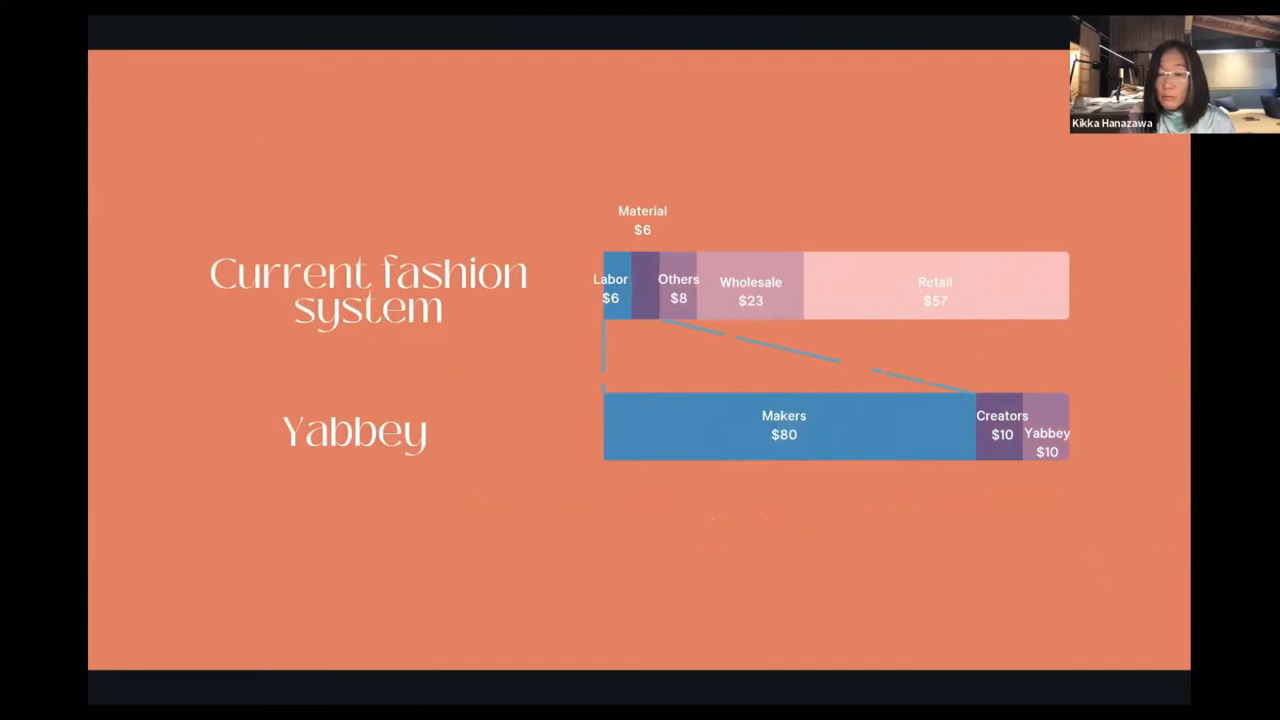 Kikka Hanazawa
Material
$6
Current fashion
system
Labor
$6
Others
$8
Wholesale
$23
Retail
$57
Yabbey
Makers
$80
Creators
$10
Yabbey
$10